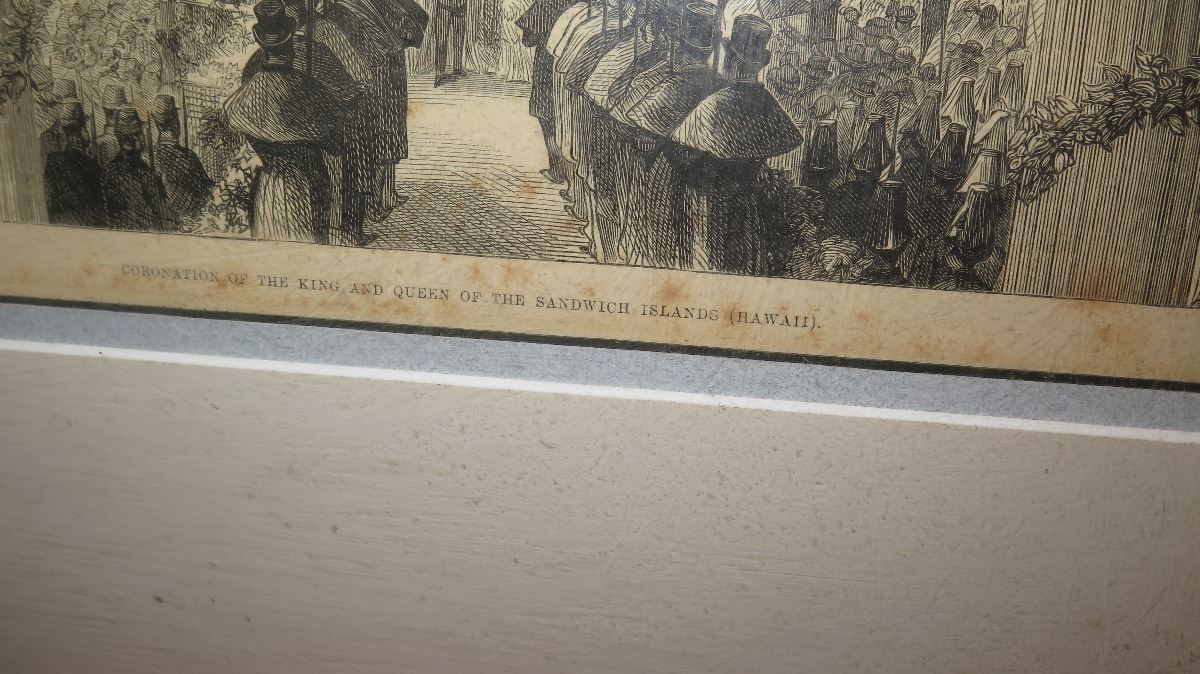 CORONATION OF THE KING AND QUEEN OF THE SANDWICH ISLANDS (HAWAII).